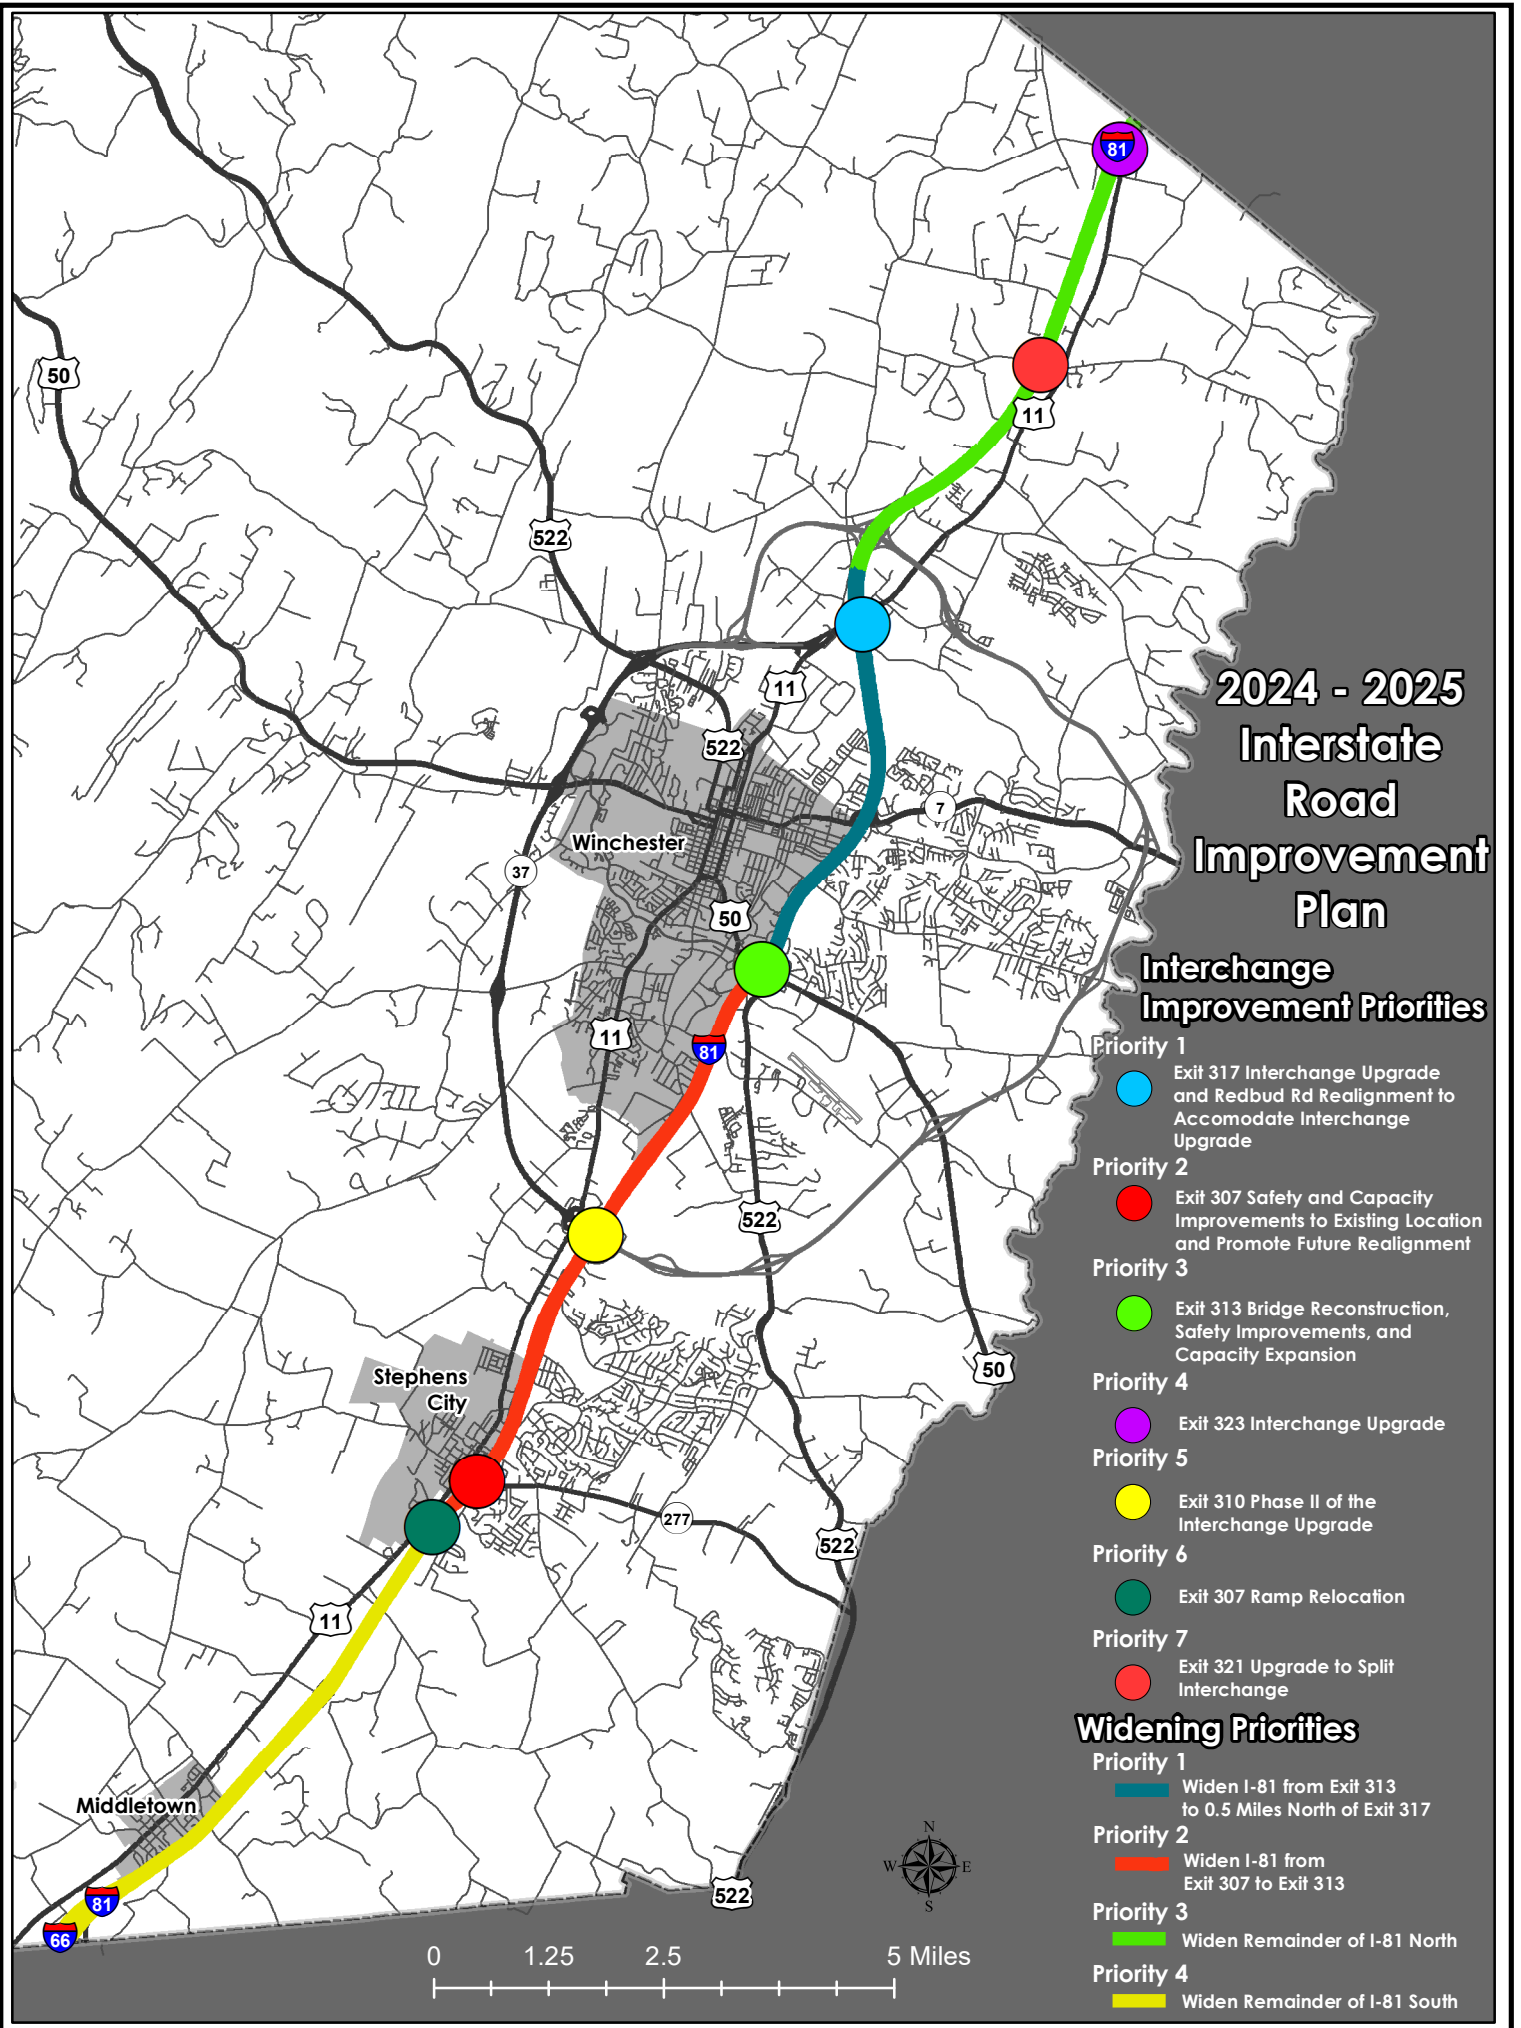 81
50
11
522
11
522
7
Winchester
37
50
11
81
522
50
Stephens
City
277
522
11
Middletown
81
66
522
N
W
E
S
0
1.25
2.5
5 Miles
2024 - 2025
Interstate
Road
Improvement
Plan
Interchange
Improvement Priorities
Priority 1
Exit 317 Interchange Upgrade
and Redbud Rd Realignment to
Accomodate Interchange
Upgrade
Priority 2
Exit 307 Safety and Capacity
Improvements to Existing Location
and Promote Future Realignment
Priority 3
Exit 313 Bridge Reconstruction,
Safety Improvements, and
Capacity Expansion
Priority 4
Exit 323 Interchange Upgrade
Priority 5
Exit 310 Phase II of the
Interchange Upgrade
Priority 6
Exit 307 Ramp Relocation
Priority 7
Exit 321 Upgrade to Split
Interchange
Widening Priorities
Priority 1
Widen I-81 from Exit 313
to 0.5 Miles North of Exit 317
Priority 2
Widen I-81 from
Exit 307 to Exit 313
Priority 3
Widen Remainder of I-81 North
Priority 4
Widen Remainder of I-81 South